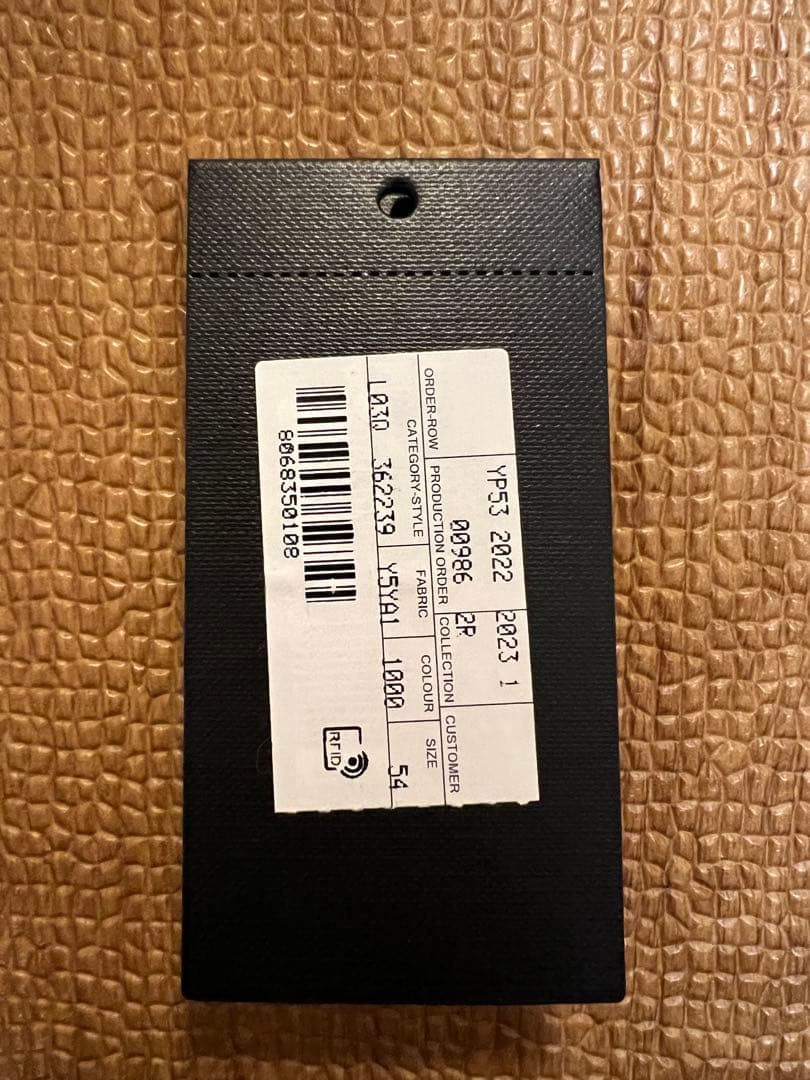 YP53 2022 2023 1
00986 2P
ORDER-ROW PRODUCTION ORDER COLLECTION CUSTOMER
CATEGORY-STYLE FABRIC COLOUR SIZE
L03D 362239 Y5YA1 1000 54
8068350108
RFID